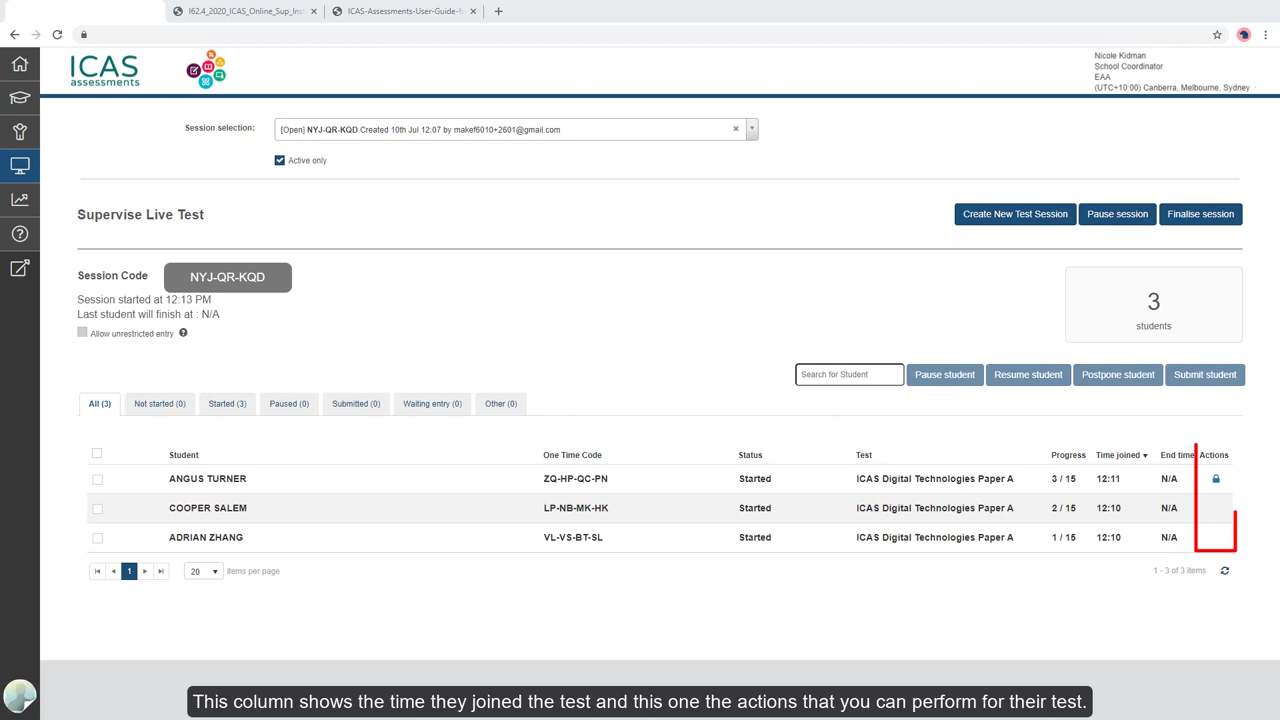 I62.4_2020_ICAS_Online_Sup_Ins
ICAS-Assessments-User-Guide-f
ICAS
assessments
Nicole Kidman
School Coordinator
EAA
(UTC+10:00) Canberra, Melbourne, Sydney
Session selection:
[Open] NYJ-QR-KQD Created 10th Jul 12:07 by makef6010+2601@gmail.com
Active only
Supervise Live Test
Create New Test Session Pause session Finalise session
Session Code NYJ-QR-KQD
Session started at 12:13 PM
Last student will finish at : N/A
Allow unrestricted entry
3
students
Search for Student Pause student Resume student Postpone student Submit student
All (3) Not started (0) Started (3) Paused (0) Submitted (0) Waiting entry (0) Other (0)
Student One Time Code Status Test Progress Time joined End time Actions
ANGUS TURNER ZQ-HP-QC-PN Started ICAS Digital Technologies Paper A 3 / 15 12:11 N/A
COOPER SALEM LP-NB-MK-HK Started ICAS Digital Technologies Paper A 2 / 15 12:10 N/A
ADRIAN ZHANG VL-VS-BT-SL Started ICAS Digital Technologies Paper A 1 / 15 12:10 N/A
1 20 items per page 1 - 3 of 3 items
This column shows the time they joined the test and this one the actions that you can perform for their test.